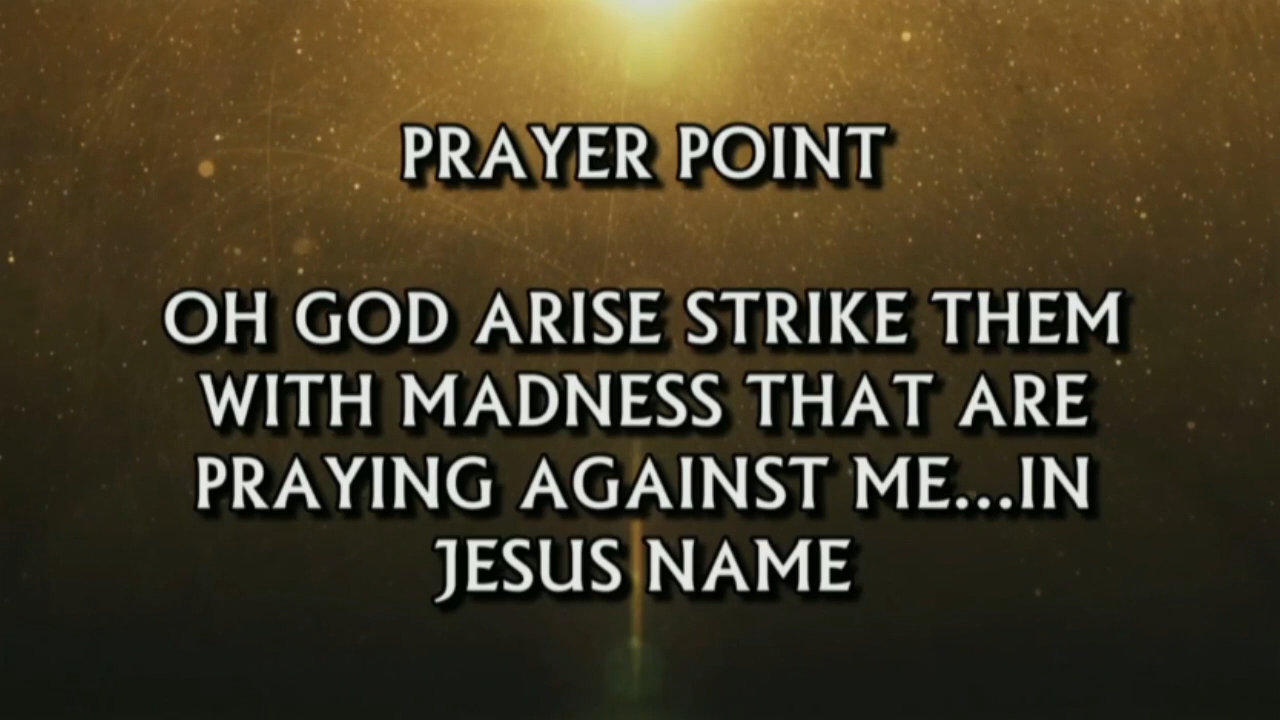 PRAYER POINT
OH GOD ARISE STRIKE THEM
WITH MADNESS THAT ARE
PRAYING AGAINST ME...IN
JESUS NAME